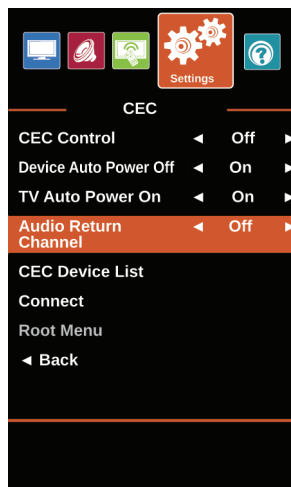 Settings
CEC
CEC Control ◄ Off ►
Device Auto Power Off ◄ On ►
TV Auto Power On ◄ On ►
Audio Return
Channel ◄ Off ►
CEC Device List
Connect
Root Menu
◄ Back